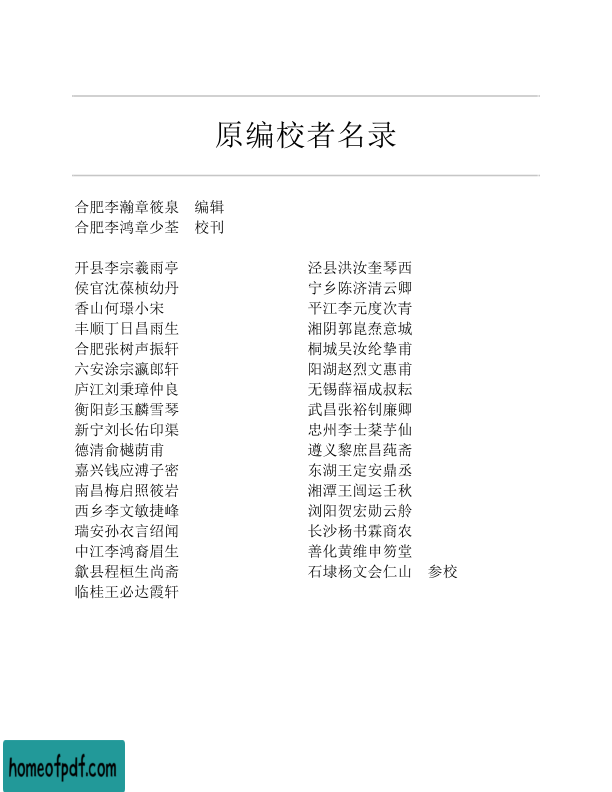 原编校者名录
合肥李瀚章筱泉 编辑
合肥李鸿章少荃 校刊
开县李宗羲雨亭
侯官沈葆桢幼丹
香山何璟小宋
丰顺丁日昌雨生
合肥张树声振轩
六安涂宗瀛郎轩
庐江刘秉璋仲良
衡阳彭玉麟雪琴
新宁刘长佑印渠
德清俞樾荫甫
嘉兴钱应溥子密
南昌梅启照筱岩
西乡李文敏捷峰
瑞安孙衣言绍闻
中江李鸿裔眉生
歙县程桓生尚斋
临桂王必达霞轩
泾县洪汝奎琴西
宁乡陈济清云卿
平江李元度次青
湘阴郭崑焘意城
桐城吴汝纶挚甫
阳湖赵烈文惠甫
无锡薛福成叔耘
武昌张裕钊廉卿
忠州李士棻芋仙
遵义黎庶昌莼斋
东湖王定安鼎丞
湘潭王闿运壬秋
浏阳贺宏勋云舲
长沙杨书霖商农
善化黄维申笏堂
石埭杨文会仁山 参校
homeofpdf.com